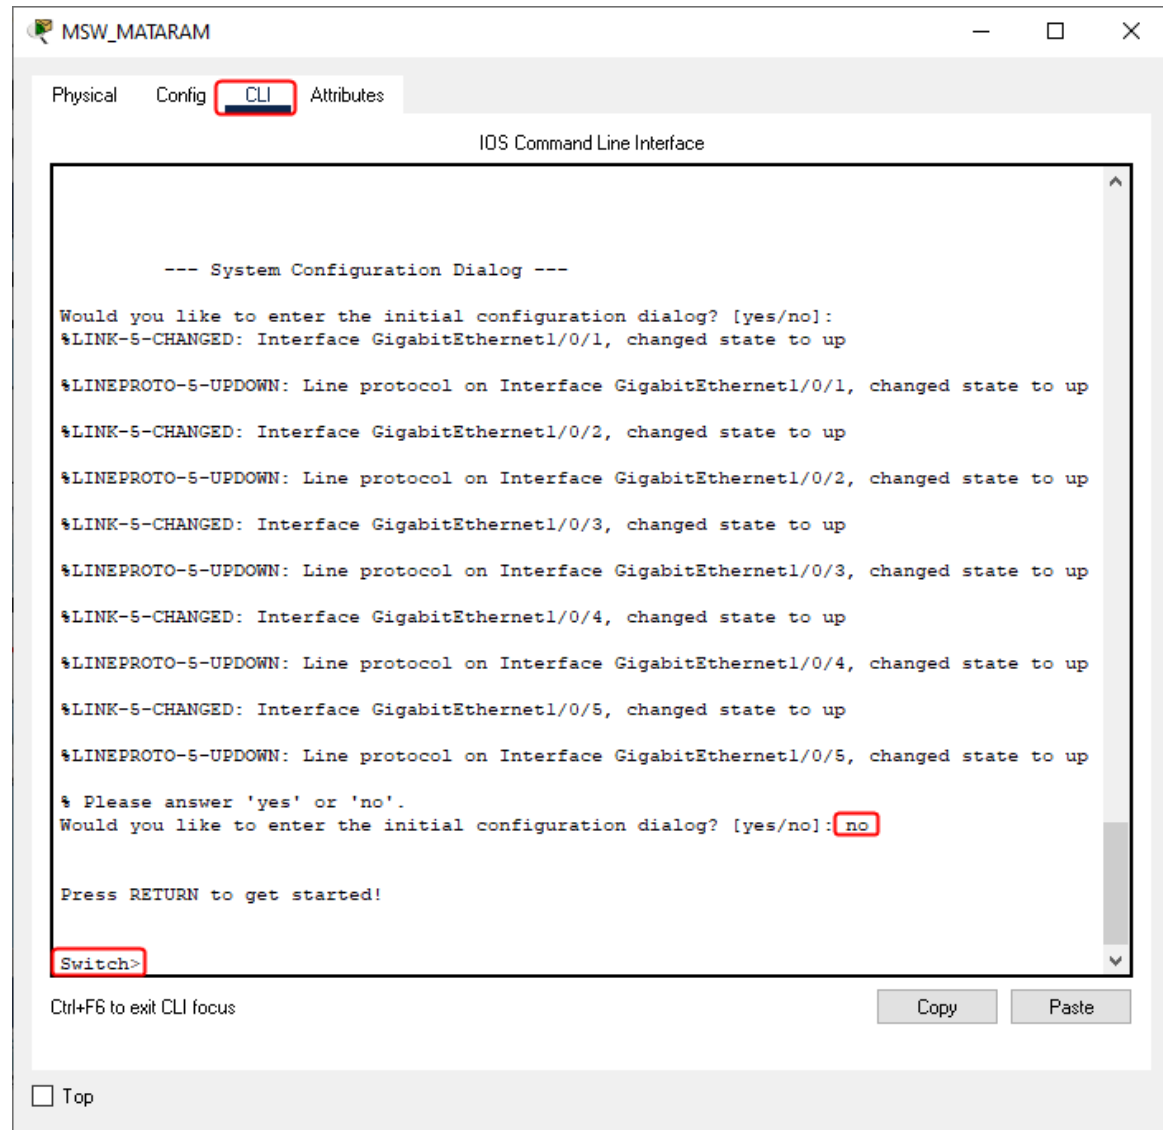 MSW_MATARAM
Physical Config CLI Attributes
IOS Command Line Interface
--- System Configuration Dialog ---
Would you like to enter the initial configuration dialog? [yes/no]:
%LINK-5-CHANGED: Interface GigabitEthernet1/0/1, changed state to up
%LINEPROTO-5-UPDOWN: Line protocol on Interface GigabitEthernet1/0/1, changed state to up
%LINK-5-CHANGED: Interface GigabitEthernet1/0/2, changed state to up
%LINEPROTO-5-UPDOWN: Line protocol on Interface GigabitEthernet1/0/2, changed state to up
%LINK-5-CHANGED: Interface GigabitEthernet1/0/3, changed state to up
%LINEPROTO-5-UPDOWN: Line protocol on Interface GigabitEthernet1/0/3, changed state to up
%LINK-5-CHANGED: Interface GigabitEthernet1/0/4, changed state to up
%LINEPROTO-5-UPDOWN: Line protocol on Interface GigabitEthernet1/0/4, changed state to up
%LINK-5-CHANGED: Interface GigabitEthernet1/0/5, changed state to up
%LINEPROTO-5-UPDOWN: Line protocol on Interface GigabitEthernet1/0/5, changed state to up
% Please answer 'yes' or 'no'.
Would you like to enter the initial configuration dialog? [yes/no]: no
Press RETURN to get started!
Switch>
Ctrl+F6 to exit CLI focus
Copy Paste
Top